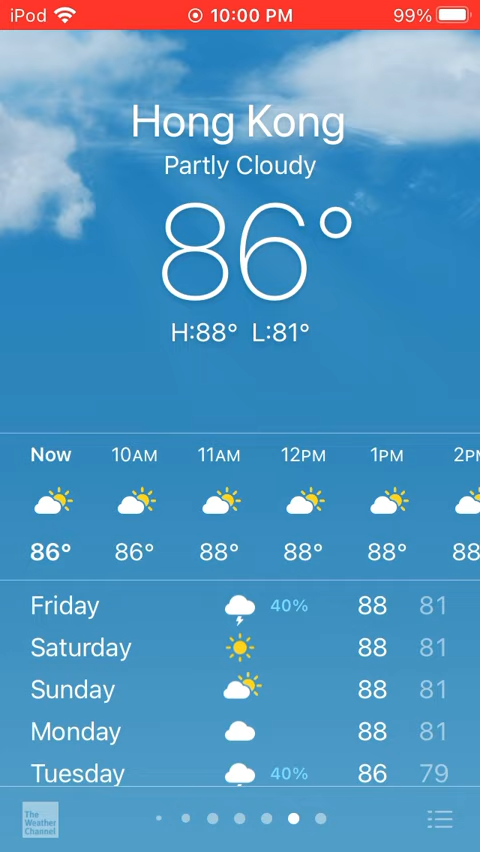 iPod 10:00 PM 99%
Hong Kong
Partly Cloudy
86°
H:88° L:81°
Now 10AM 11AM 12PM 1PM 2PM
86° 86° 88° 88° 88° 88
Friday 40% 88 81
Saturday 88 81
Sunday 88 81
Monday 88 81
Tuesday 40% 86 79
The
Weather
Channel